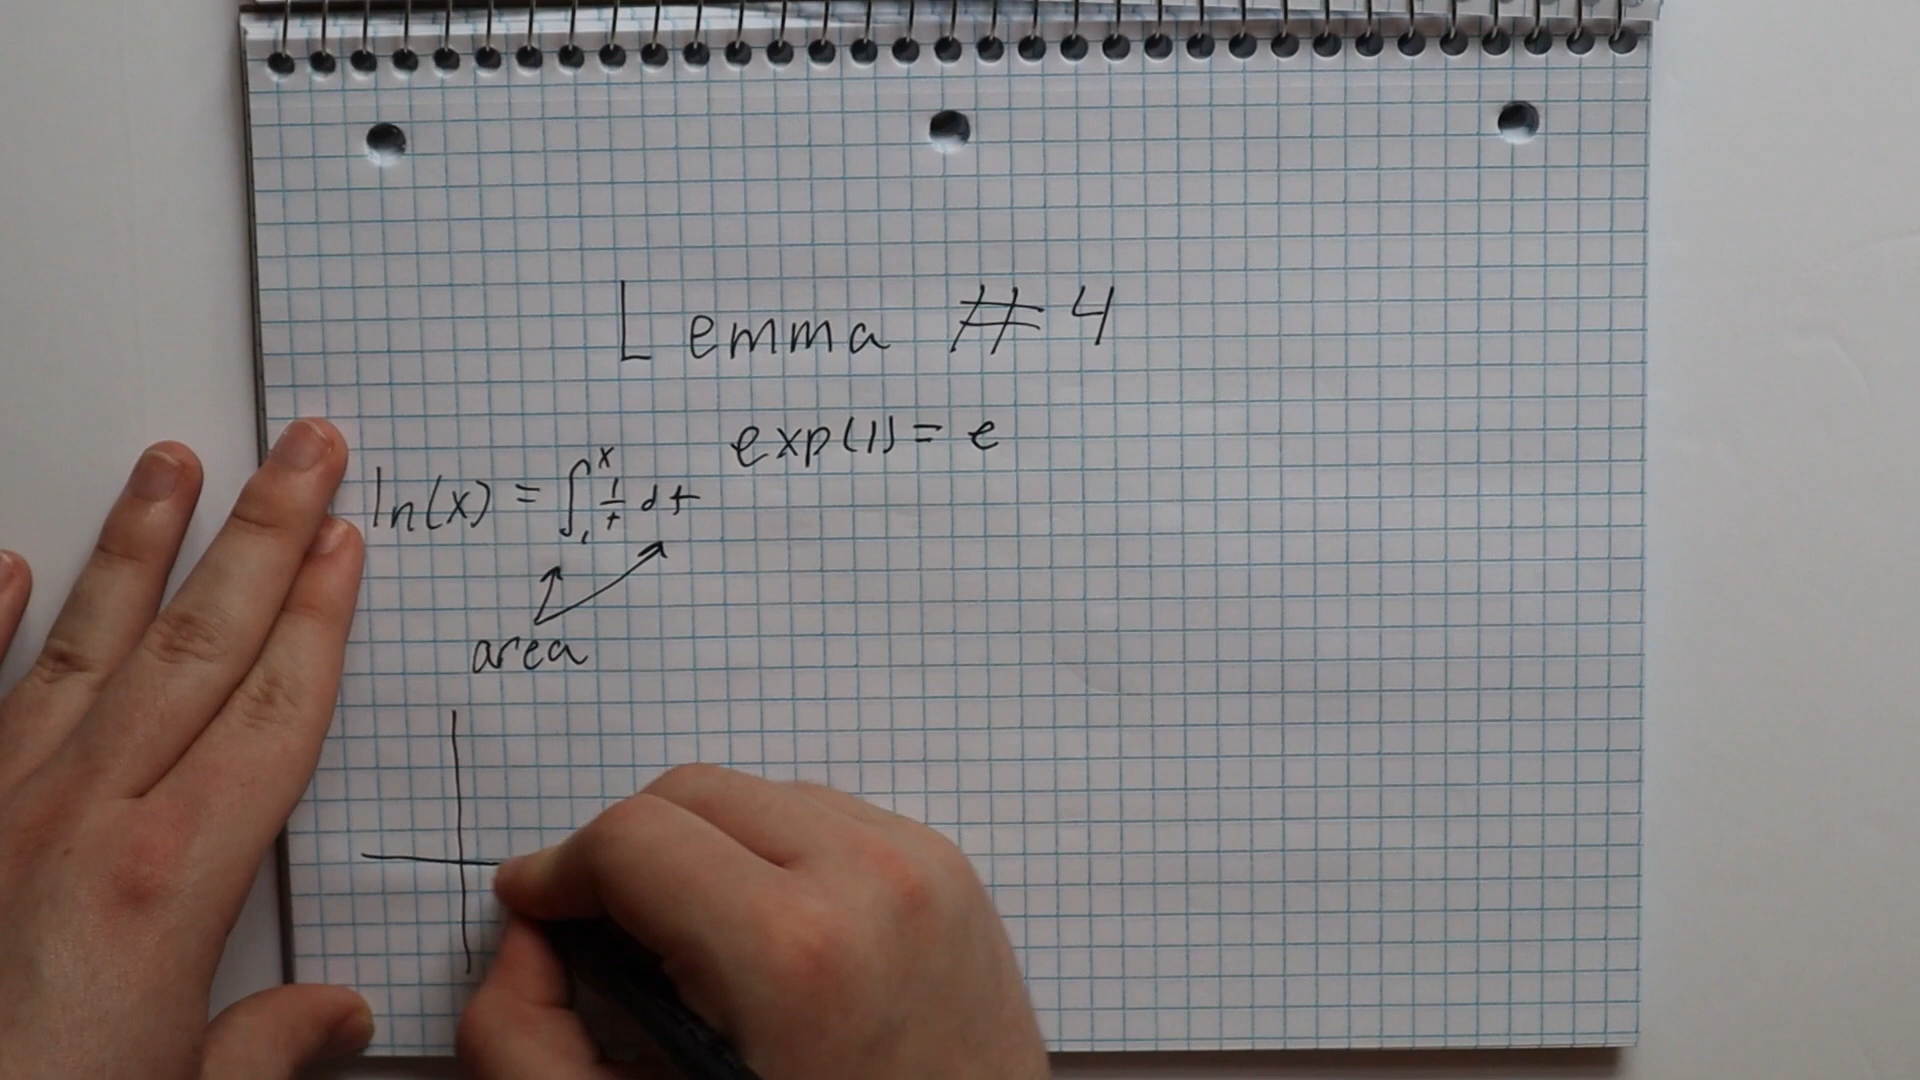 Lemma #4
exp(1) = e
ln(x) = ∫₁ˣ 1/t dt
area